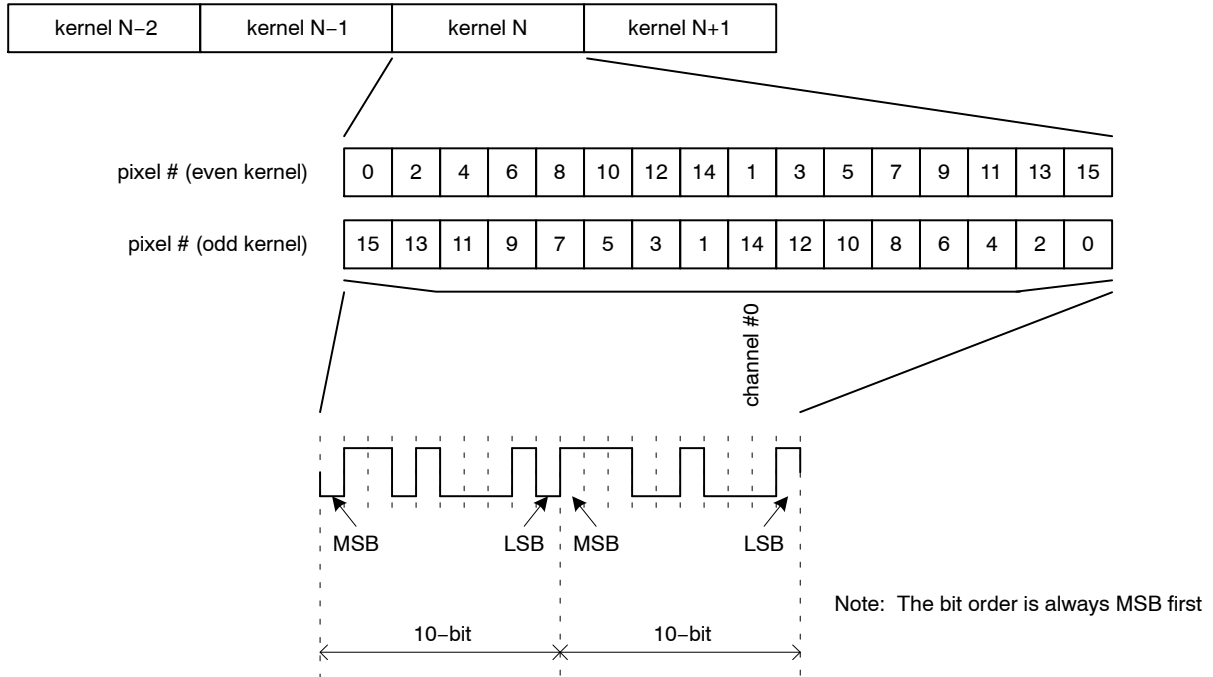 kernel N−2 kernel N−1 kernel N kernel N+1
pixel # (even kernel) 0 2 4 6 8 10 12 14 1 3 5 7 9 11 13 15
pixel # (odd kernel) 15 13 11 9 7 5 3 1 14 12 10 8 6 4 2 0
channel #0
MSB LSB MSB LSB
Note: The bit order is always MSB first
10−bit 10−bit